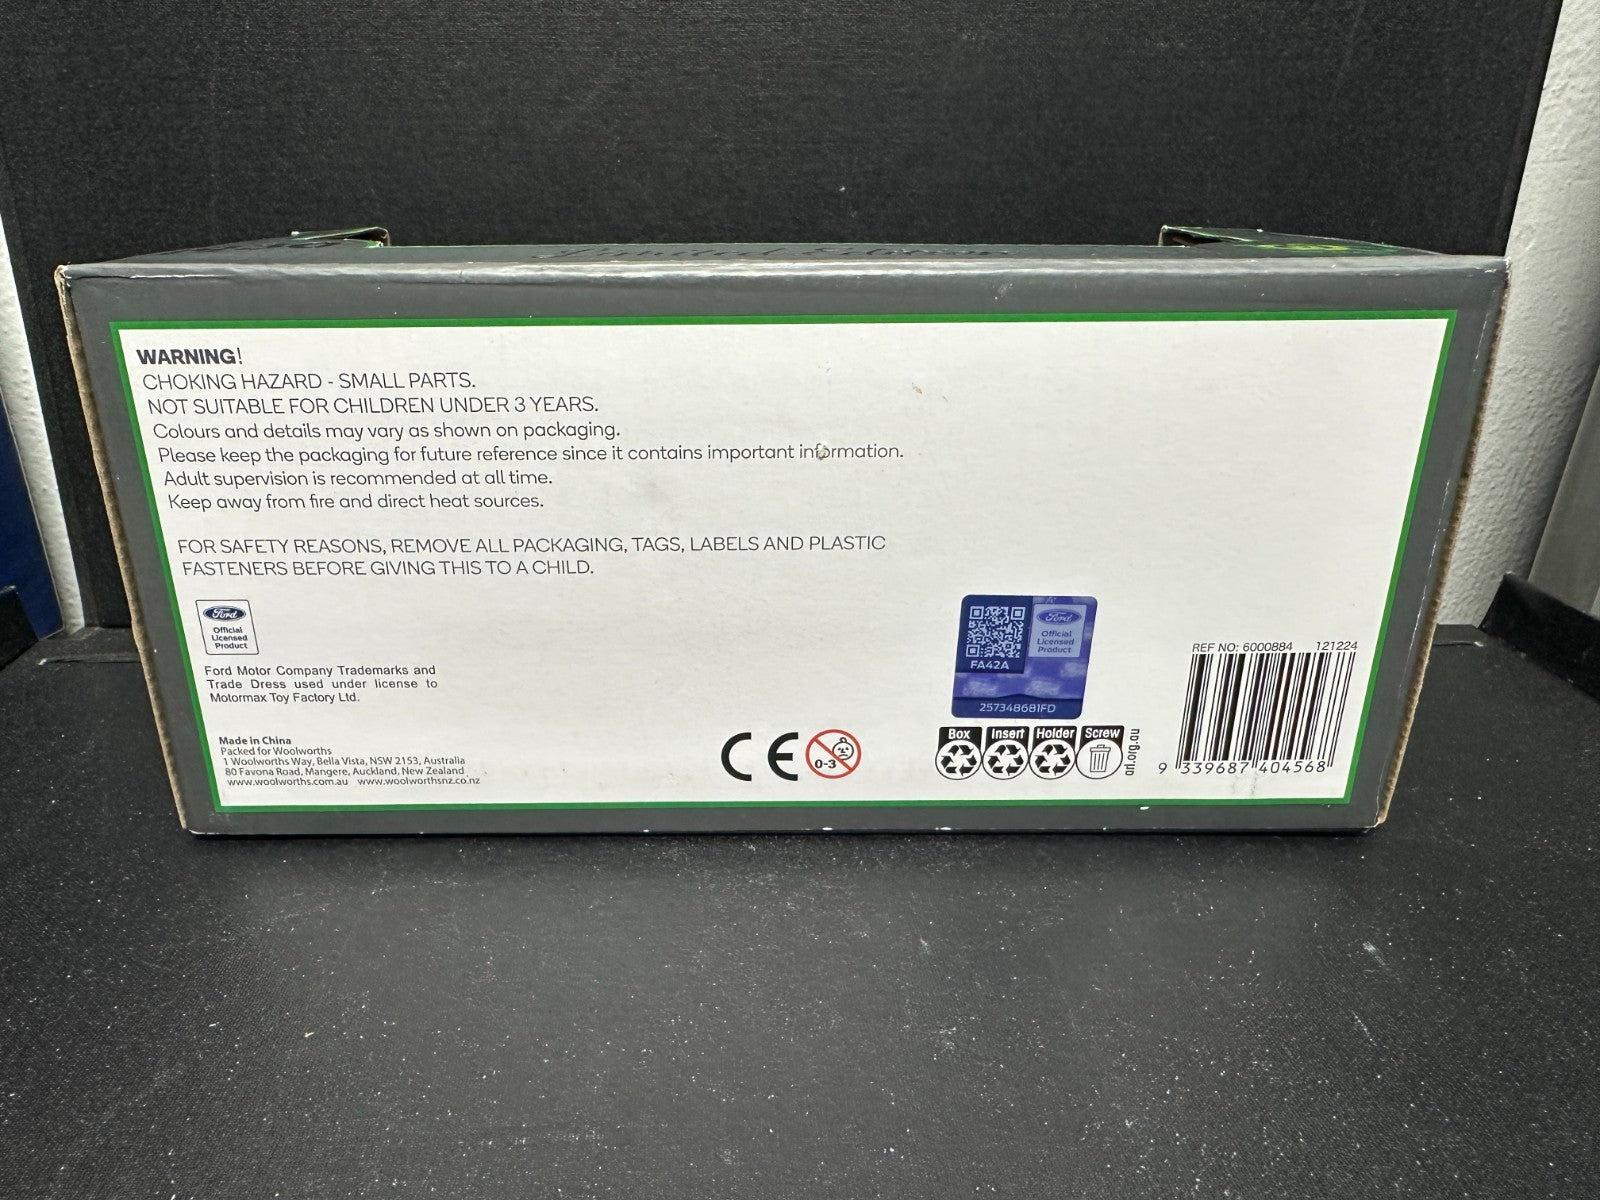 Limited Edition
WARNING!
CHOKING HAZARD - SMALL PARTS.
NOT SUITABLE FOR CHILDREN UNDER 3 YEARS.
Colours and details may vary as shown on packaging.
Please keep the packaging for future reference since it contains important information.
Adult supervision is recommended at all time.
Keep away from fire and direct heat sources.
FOR SAFETY REASONS, REMOVE ALL PACKAGING, TAGS, LABELS AND PLASTIC
FASTENERS BEFORE GIVING THIS TO A CHILD.
Ford
Official
Licensed
Product
Ford Motor Company Trademarks and
Trade Dress used under license to
Motormax Toy Factory Ltd.
Made in China
Packed for Woolworths
1 Woolworths Way, Bella Vista, NSW 2153, Australia
80 Favona Road, Mangere, Auckland, New Zealand
www.woolworths.com.au www.woolworthsnz.co.nz
CE
0-3
Ford
Official
Licensed
Product
FA42A
257348681FD
Box Insert Holder Screw
arl.org.au
REF NO: 6000884 121224
9 339687 404568